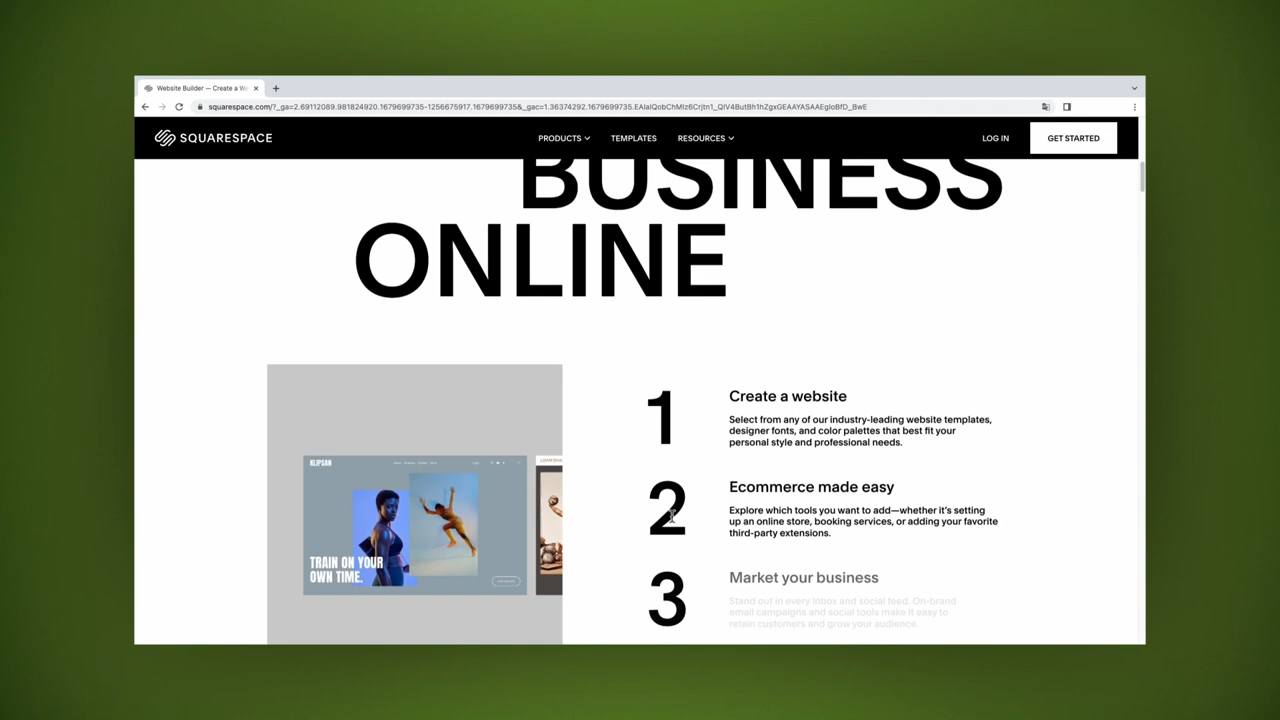 Website Builder — Create a We
squarespace.com/?_ga=2.69112089.981824920.1679699735-1256675917.1679699735&_gac=1.36374292.1679699735.EAIaIQobChMIz6Crjtn1_QIV4ButBh1hZgxGEAAYASAAEgIoBfD_BwE
SQUARESPACE
PRODUCTS
TEMPLATES
RESOURCES
LOG IN
GET STARTED
BUSINESS
ONLINE
KLIPSAN
TRAIN ON YOUR
OWN TIME.
1
Create a website
Select from any of our industry-leading website templates,
designer fonts, and color palettes that best fit your
personal style and professional needs.
2
Ecommerce made easy
Explore which tools you want to add—whether it's setting
up an online store, booking services, or adding your favorite
third-party extensions.
3
Market your business
Stand out in every inbox and social feed. On-brand
email campaigns and social tools make it easy to
retain customers and grow your audience.